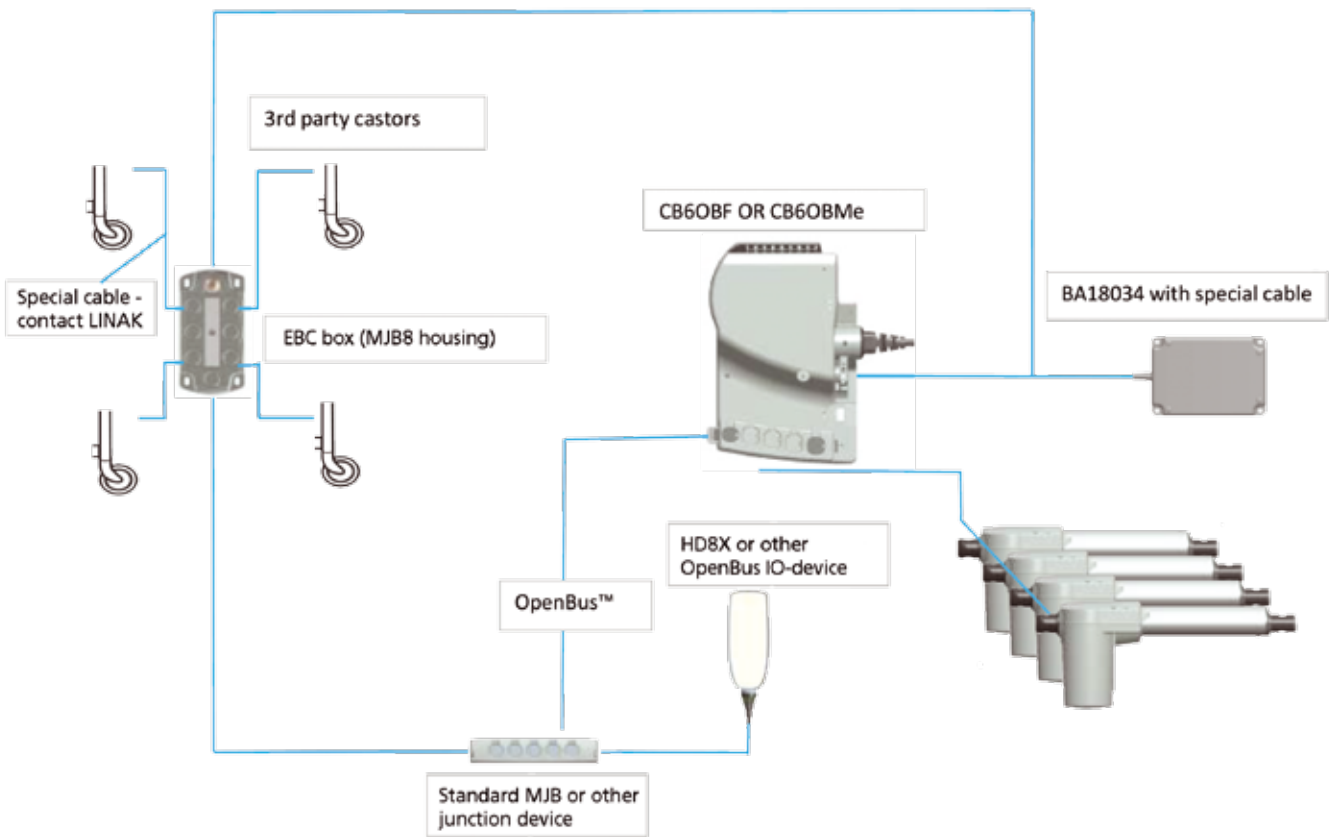 3rd party castors
CB6OBF OR CB6OBMe
Special cable -
contact LINAK
EBC box (MJB8 housing)
BA18034 with special cable
HD8X or other
OpenBus IO-device
OpenBus™
Standard MJB or other
junction device